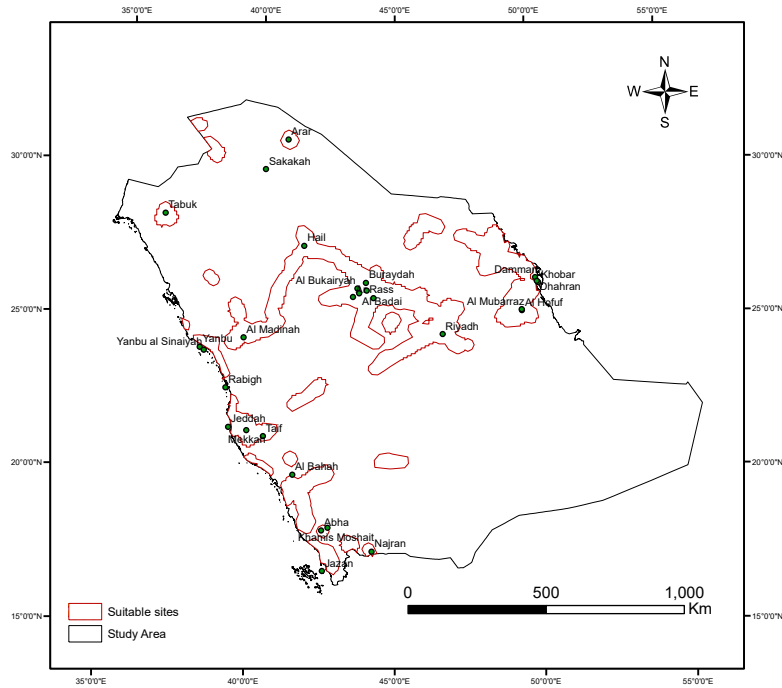 35°0'0"E 40°0'0"E 45°0'0"E 50°0'0"E 55°0'0"E
N
W E
S
Arar
30°0'0"N 30°0'0"N
Sakakah
Tabuk
Hail
Dammam Khobar
Buraydah
Al Bukairyah
Dhahran
Rass
Al Badai
Al Mubarraz Al Hofuf
25°0'0"N 25°0'0"N
Riyadh
Al Madinah
Yanbu al Sinaiyah Yanbu
Rabigh
Jeddah
Taif
Mekkah
20°0'0"N 20°0'0"N
Al Bahah
Abha
Khamis Moshait
Najran
Jazan
0 500 1,000
Km
Suitable sites
15°0'0"N 15°0'0"N
Study Area
35°0'0"E 40°0'0"E 45°0'0"E 50°0'0"E 55°0'0"E